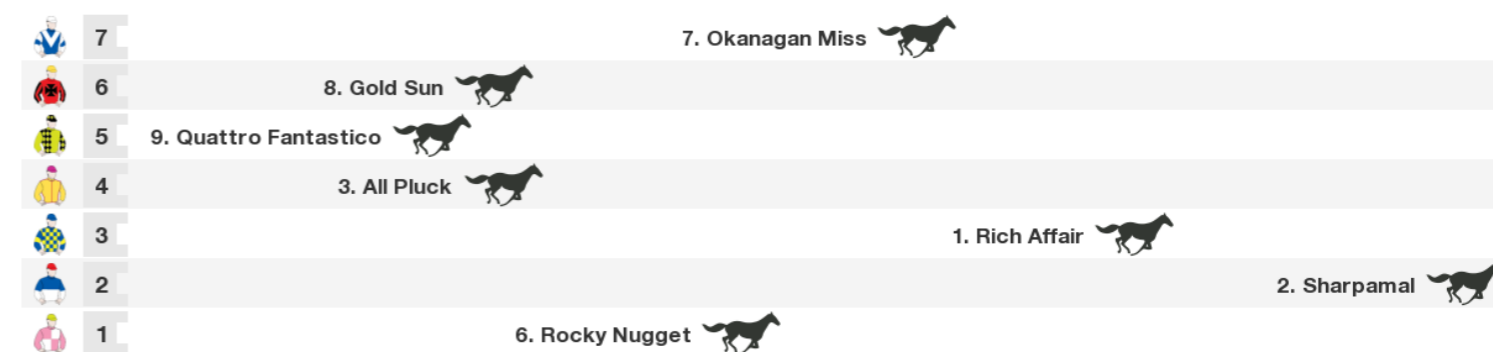 7 7. Okanagan Miss
6 8. Gold Sun
5 9. Quattro Fantastico
4 3. All Pluck
3 1. Rich Affair
2 2. Sharpamal
1 6. Rocky Nugget